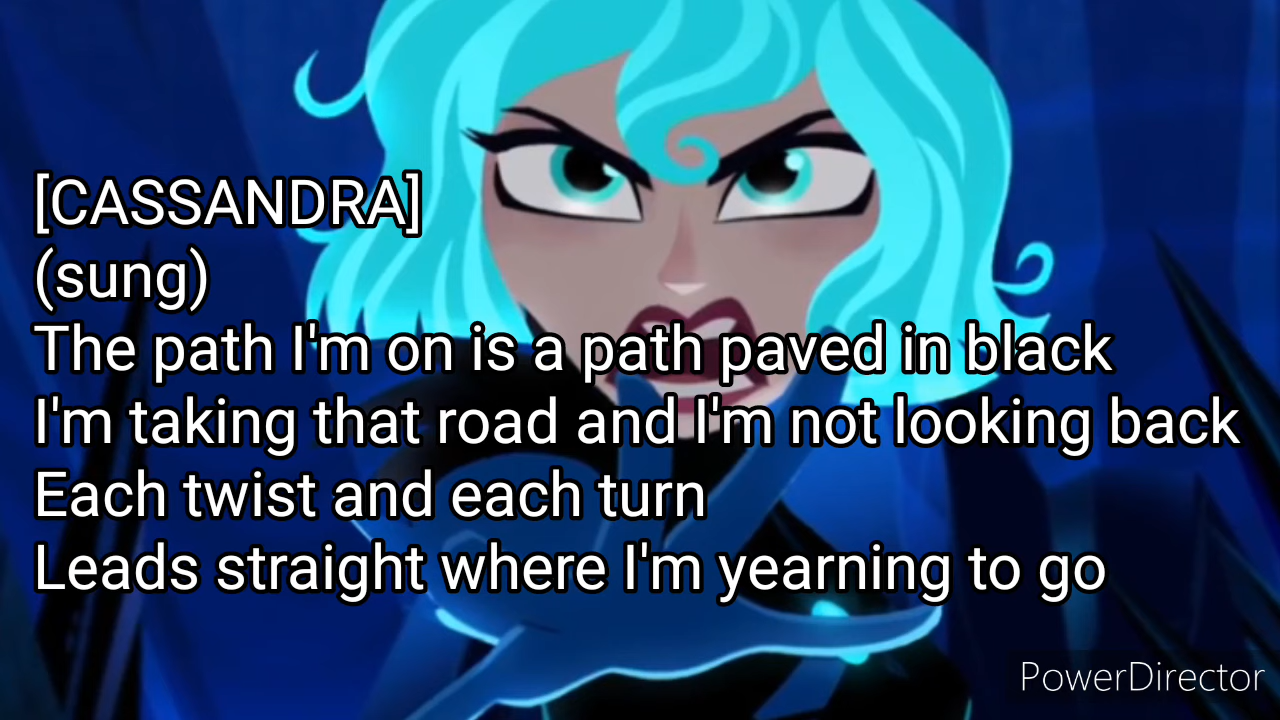 [CASSANDRA]
(sung)
The path I'm on is a path paved in black
I'm taking that road and I'm not looking back
Each twist and each turn
Leads straight where I'm yearning to go
PowerDirector